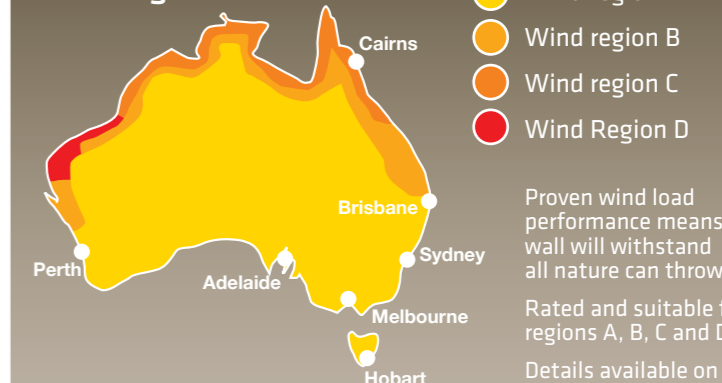 Cairns
Brisbane
Sydney
Perth
Adelaide
Melbourne
Hobart
Wind region B
Wind region C
Wind Region D
Proven wind load
performance means
wall will withstand
all nature can throw
Rated and suitable
regions A, B, C and D
Details available on